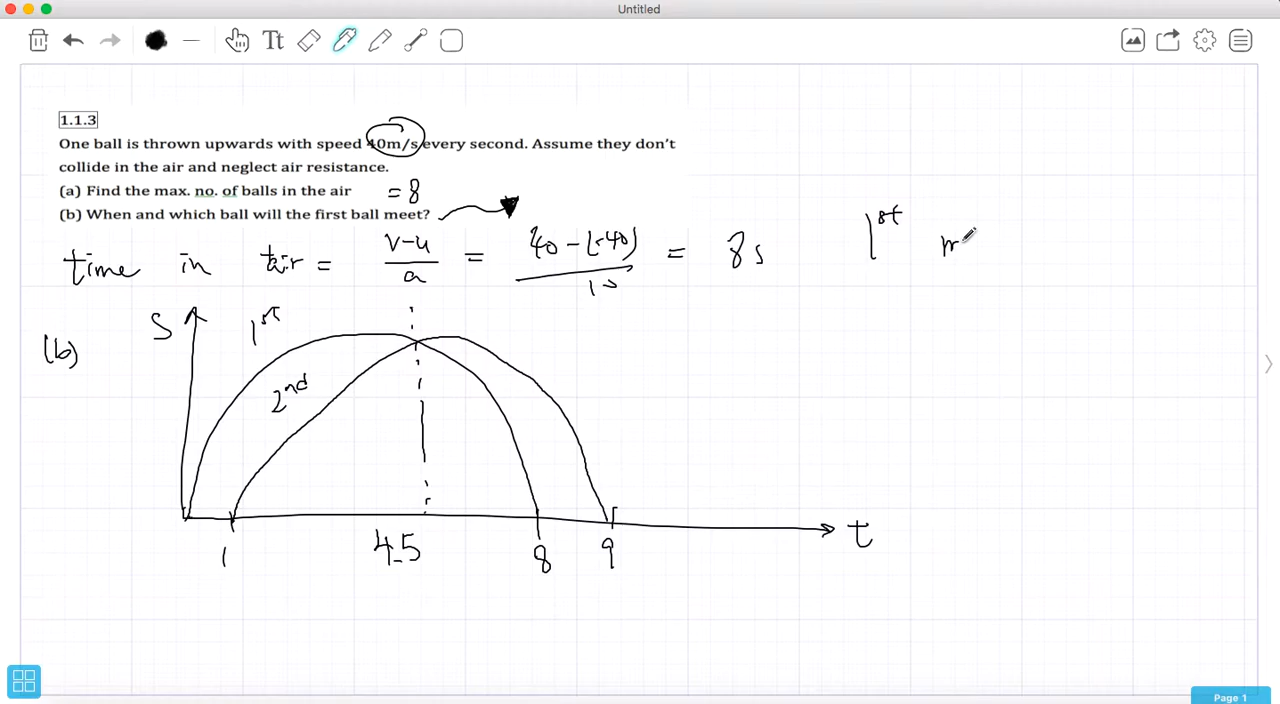 Untitled
Tt
1.1.3
One ball is thrown upwards with speed 40m/s every second. Assume they don't
collide in the air and neglect air resistance.
(a) Find the max. no. of balls in the air = 8
(b) When and which ball will the first ball meet?
time in air = v-u / a = 40-(-40) / 10 = 8s
1st m
(b)
S
1st
2nd
1 4.5 8 9 t
Page 1